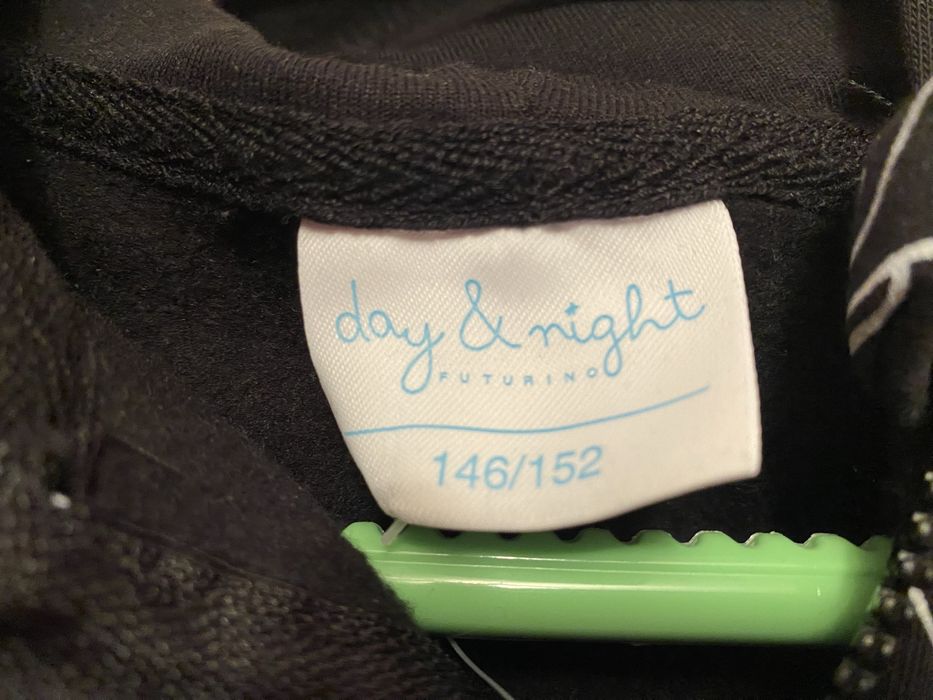 day & night
FUTURINO
146/152